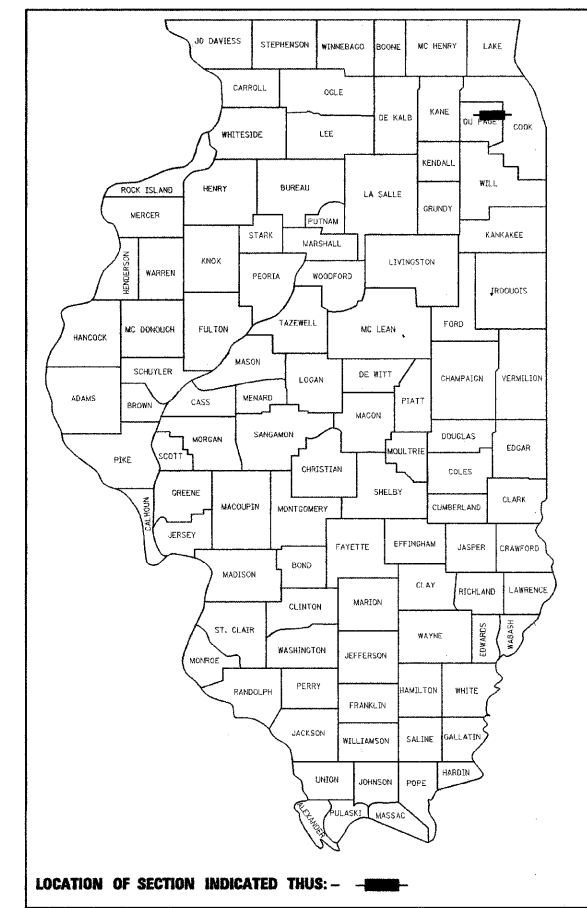 JO DAVIESS STEPHENSON WINNEBAGO BOONE MC HENRY LAKE
CARROLL OGLE
DE KALB KANE DU PAGE COOK
WHITESIDE LEE
KENDALL WILL
ROCK ISLAND HENRY BUREAU LA SALLE GRUNDY
MERCER PUTNAM KANKAKEE
STARK MARSHALL
HENDERSON WARREN KNOX PEORIA WOODFORD LIVINGSTON IROQUOIS
HANCOCK MC DONOUGH FULTON TAZEWELL MC LEAN FORD
MASON
SCHUYLER LOGAN DE WITT CHAMPAIGN VERMILION
ADAMS BROWN CASS MENARD MACON PIATT
MORGAN SANGAMON DOUGLAS
PIKE SCOTT CHRISTIAN MOULTRIE COLES EDGAR
SHELBY
CALHOUN GREENE MACOUPIN MONTGOMERY CUMBERLAND CLARK
JERSEY FAYETTE EFFINGHAM JASPER CRAWFORD
MADISON BOND
CLAY RICHLAND LAWRENCE
CLINTON MARION
ST. CLAIR WAYNE EDWARDS WABASH
WASHINGTON JEFFERSON
MONROE
RANDOLPH PERRY HAMILTON WHITE
FRANKLIN
JACKSON WILLIAMSON SALINE GALLATIN
UNION JOHNSON POPE HARDIN
ALEXANDER PULASKI MASSAC
LOCATION OF SECTION INDICATED THUS: -